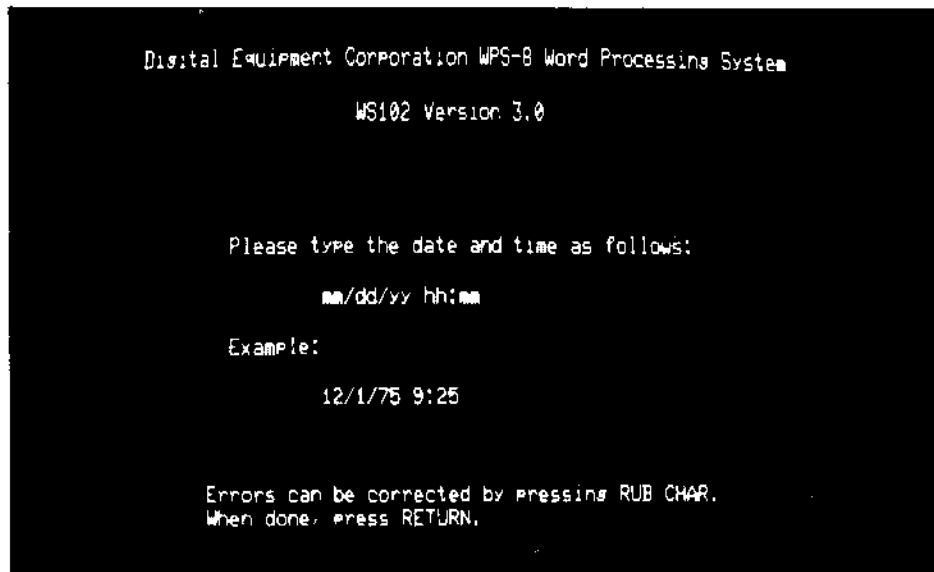 Digital Equipment Corporation WPS-8 Word Processing System
WS102 Version 3.0
Please type the date and time as follows:
mm/dd/yy hh:mm
Example:
12/1/75 9:25
Errors can be corrected by pressing RUB CHAR.
When done, press RETURN.